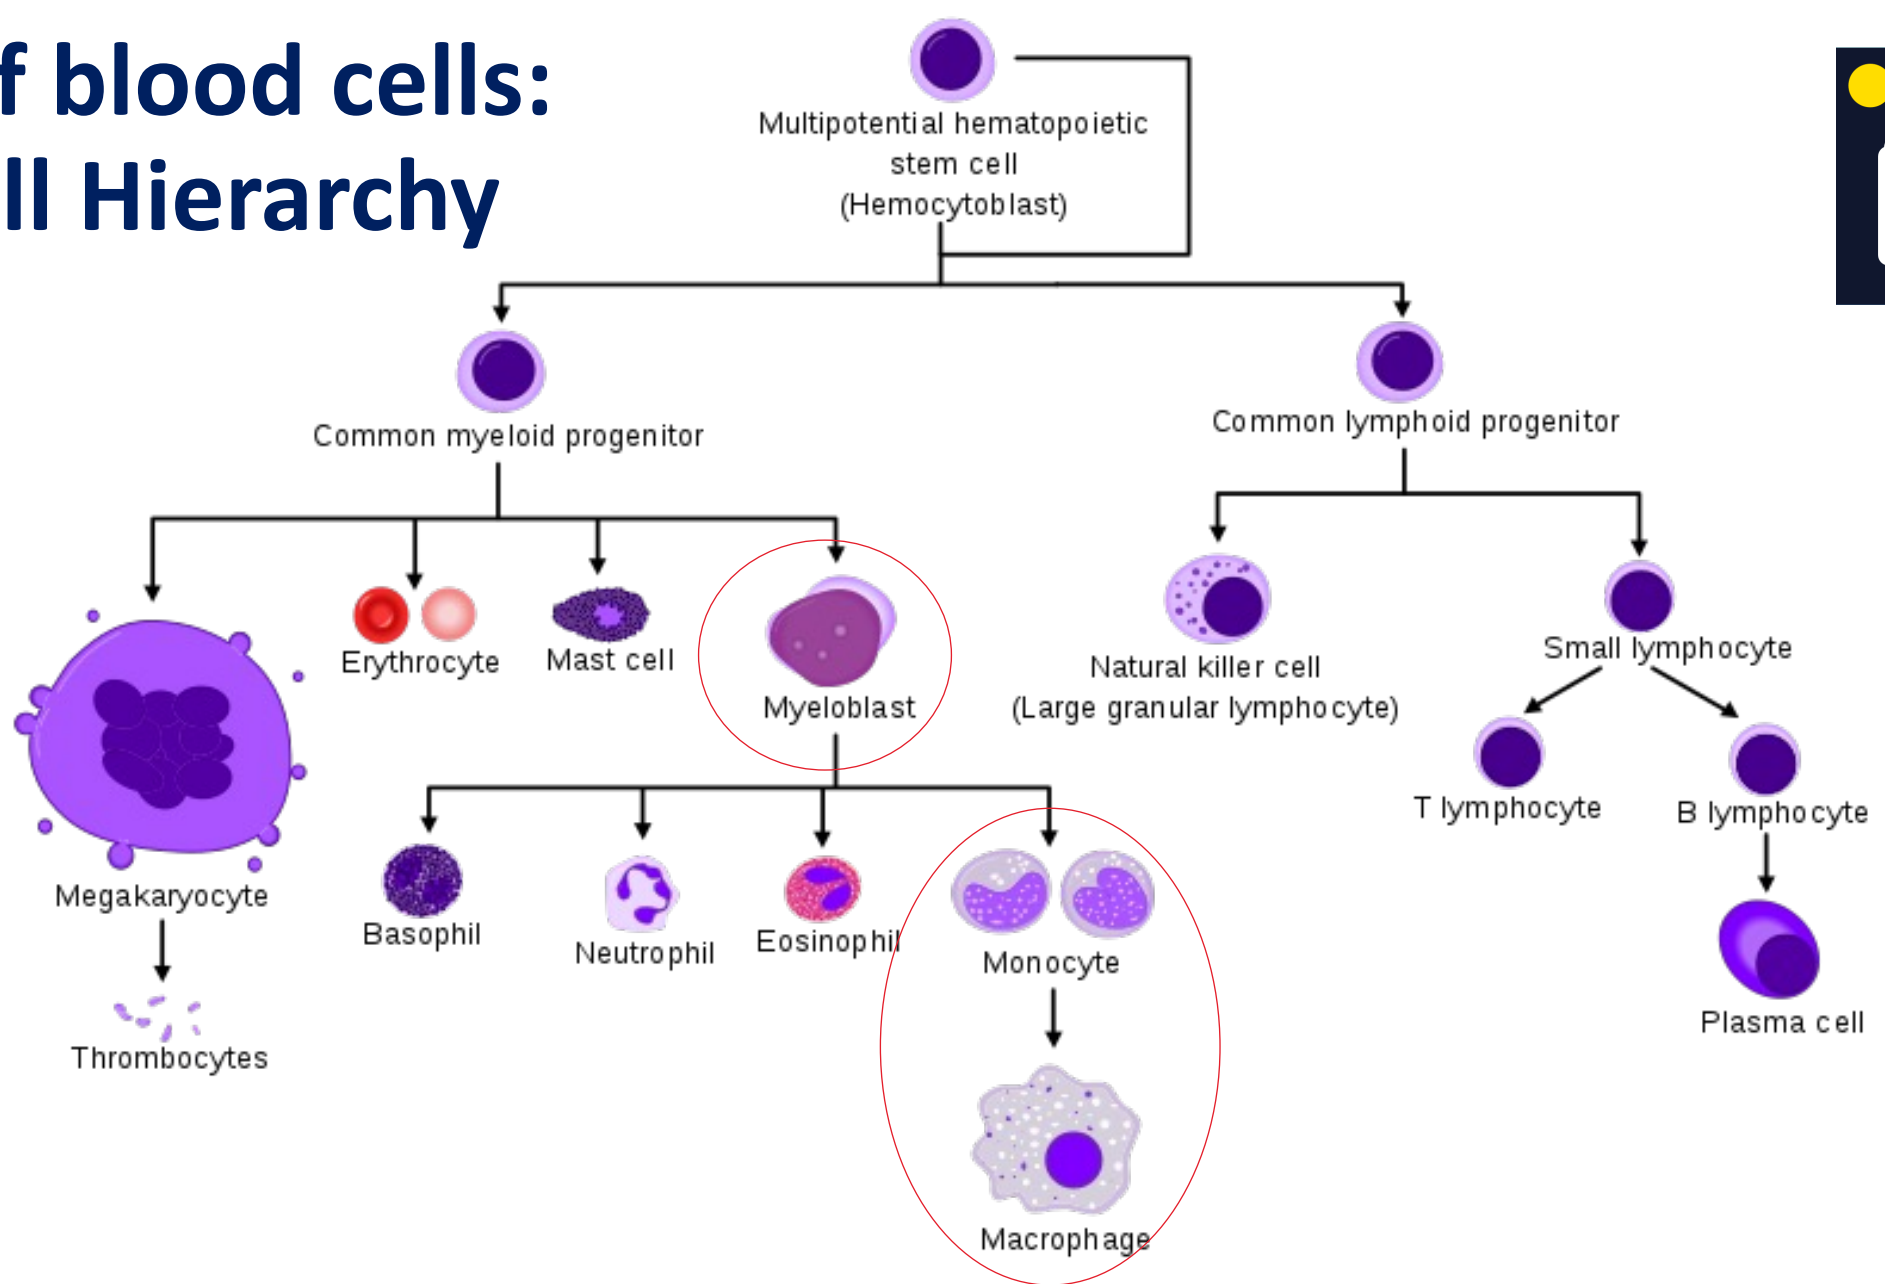 f blood cells:
ll Hierarchy
Multipotential hematopoietic
stem cell
(Hemocytoblast)
Common myeloid progenitor
Common lymphoid progenitor
Erythrocyte
Mast cell
Myeloblast
Natural killer cell
(Large granular lymphocyte)
Small lymphocyte
T lymphocyte
B lymphocyte
Megakaryocyte
Basophil
Neutrophil
Eosinophil
Monocyte
Plasma cell
Thrombocytes
Macrophage